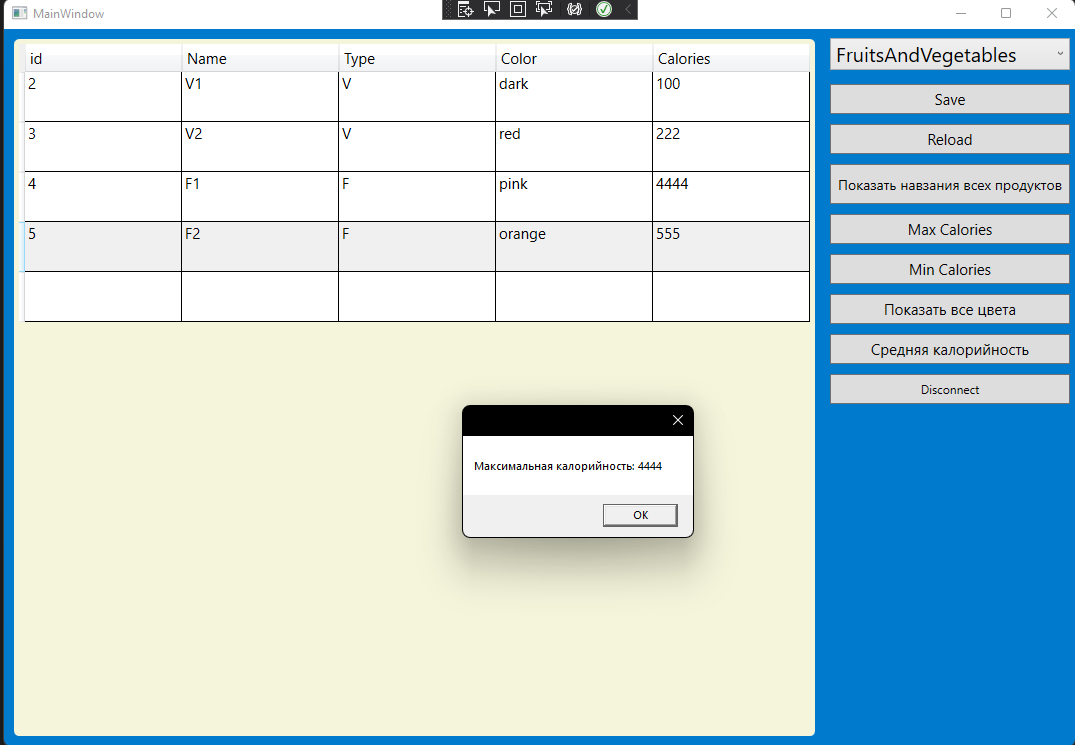 MainWindow
id Name Type Color Calories
2 V1 V dark 100
3 V2 V red 222
4 F1 F pink 4444
5 F2 F orange 555
FruitsAndVegetables
Save
Reload
Показать навзания всех продуктов
Max Calories
Min Calories
Показать все цвета
Средняя калорийность
Disconnect
Максимальная калорийность: 4444
OK